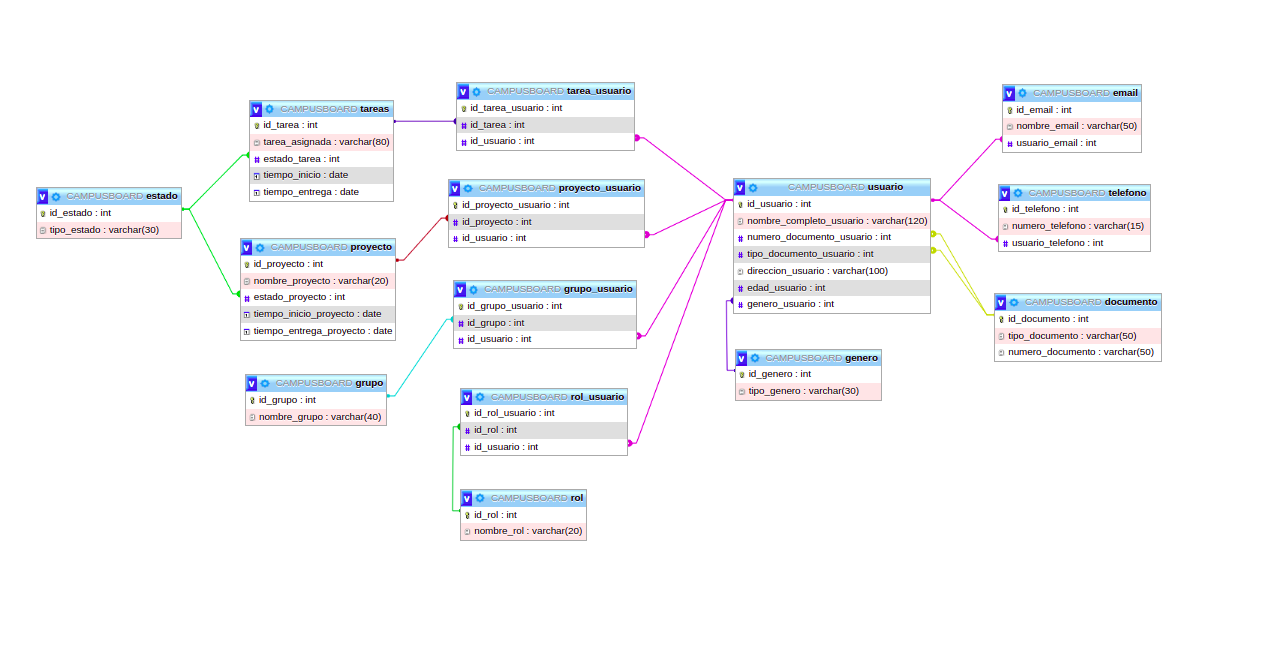 V CAMPUSBOARD estado
id_estado : int
tipo_estado : varchar(30)
V CAMPUSBOARD tareas
id_tarea : int
tarea_asignada : varchar(80)
# estado_tarea : int
tiempo_inicio : date
tiempo_entrega : date
V CAMPUSBOARD proyecto
id_proyecto : int
nombre_proyecto : varchar(20)
# estado_proyecto : int
tiempo_inicio_proyecto : date
tiempo_entrega_proyecto : date
V CAMPUSBOARD grupo
id_grupo : int
nombre_grupo : varchar(40)
V CAMPUSBOARD tarea_usuario
id_tarea_usuario : int
# id_tarea : int
# id_usuario : int
V CAMPUSBOARD proyecto_usuario
id_proyecto_usuario : int
# id_proyecto : int
# id_usuario : int
V CAMPUSBOARD grupo_usuario
id_grupo_usuario : int
# id_grupo : int
# id_usuario : int
V CAMPUSBOARD rol_usuario
id_rol_usuario : int
# id_rol : int
# id_usuario : int
V CAMPUSBOARD rol
id_rol : int
nombre_rol : varchar(20)
V CAMPUSBOARD usuario
id_usuario : int
nombre_completo_usuario : varchar(120)
# numero_documento_usuario : int
# tipo_documento_usuario : int
direccion_usuario : varchar(100)
# edad_usuario : int
# genero_usuario : int
V CAMPUSBOARD genero
id_genero : int
tipo_genero : varchar(30)
V CAMPUSBOARD email
id_email : int
nombre_email : varchar(50)
# usuario_email : int
V CAMPUSBOARD telefono
id_telefono : int
numero_telefono : varchar(15)
# usuario_telefono : int
V CAMPUSBOARD documento
id_documento : int
tipo_documento : varchar(50)
numero_documento : varchar(50)